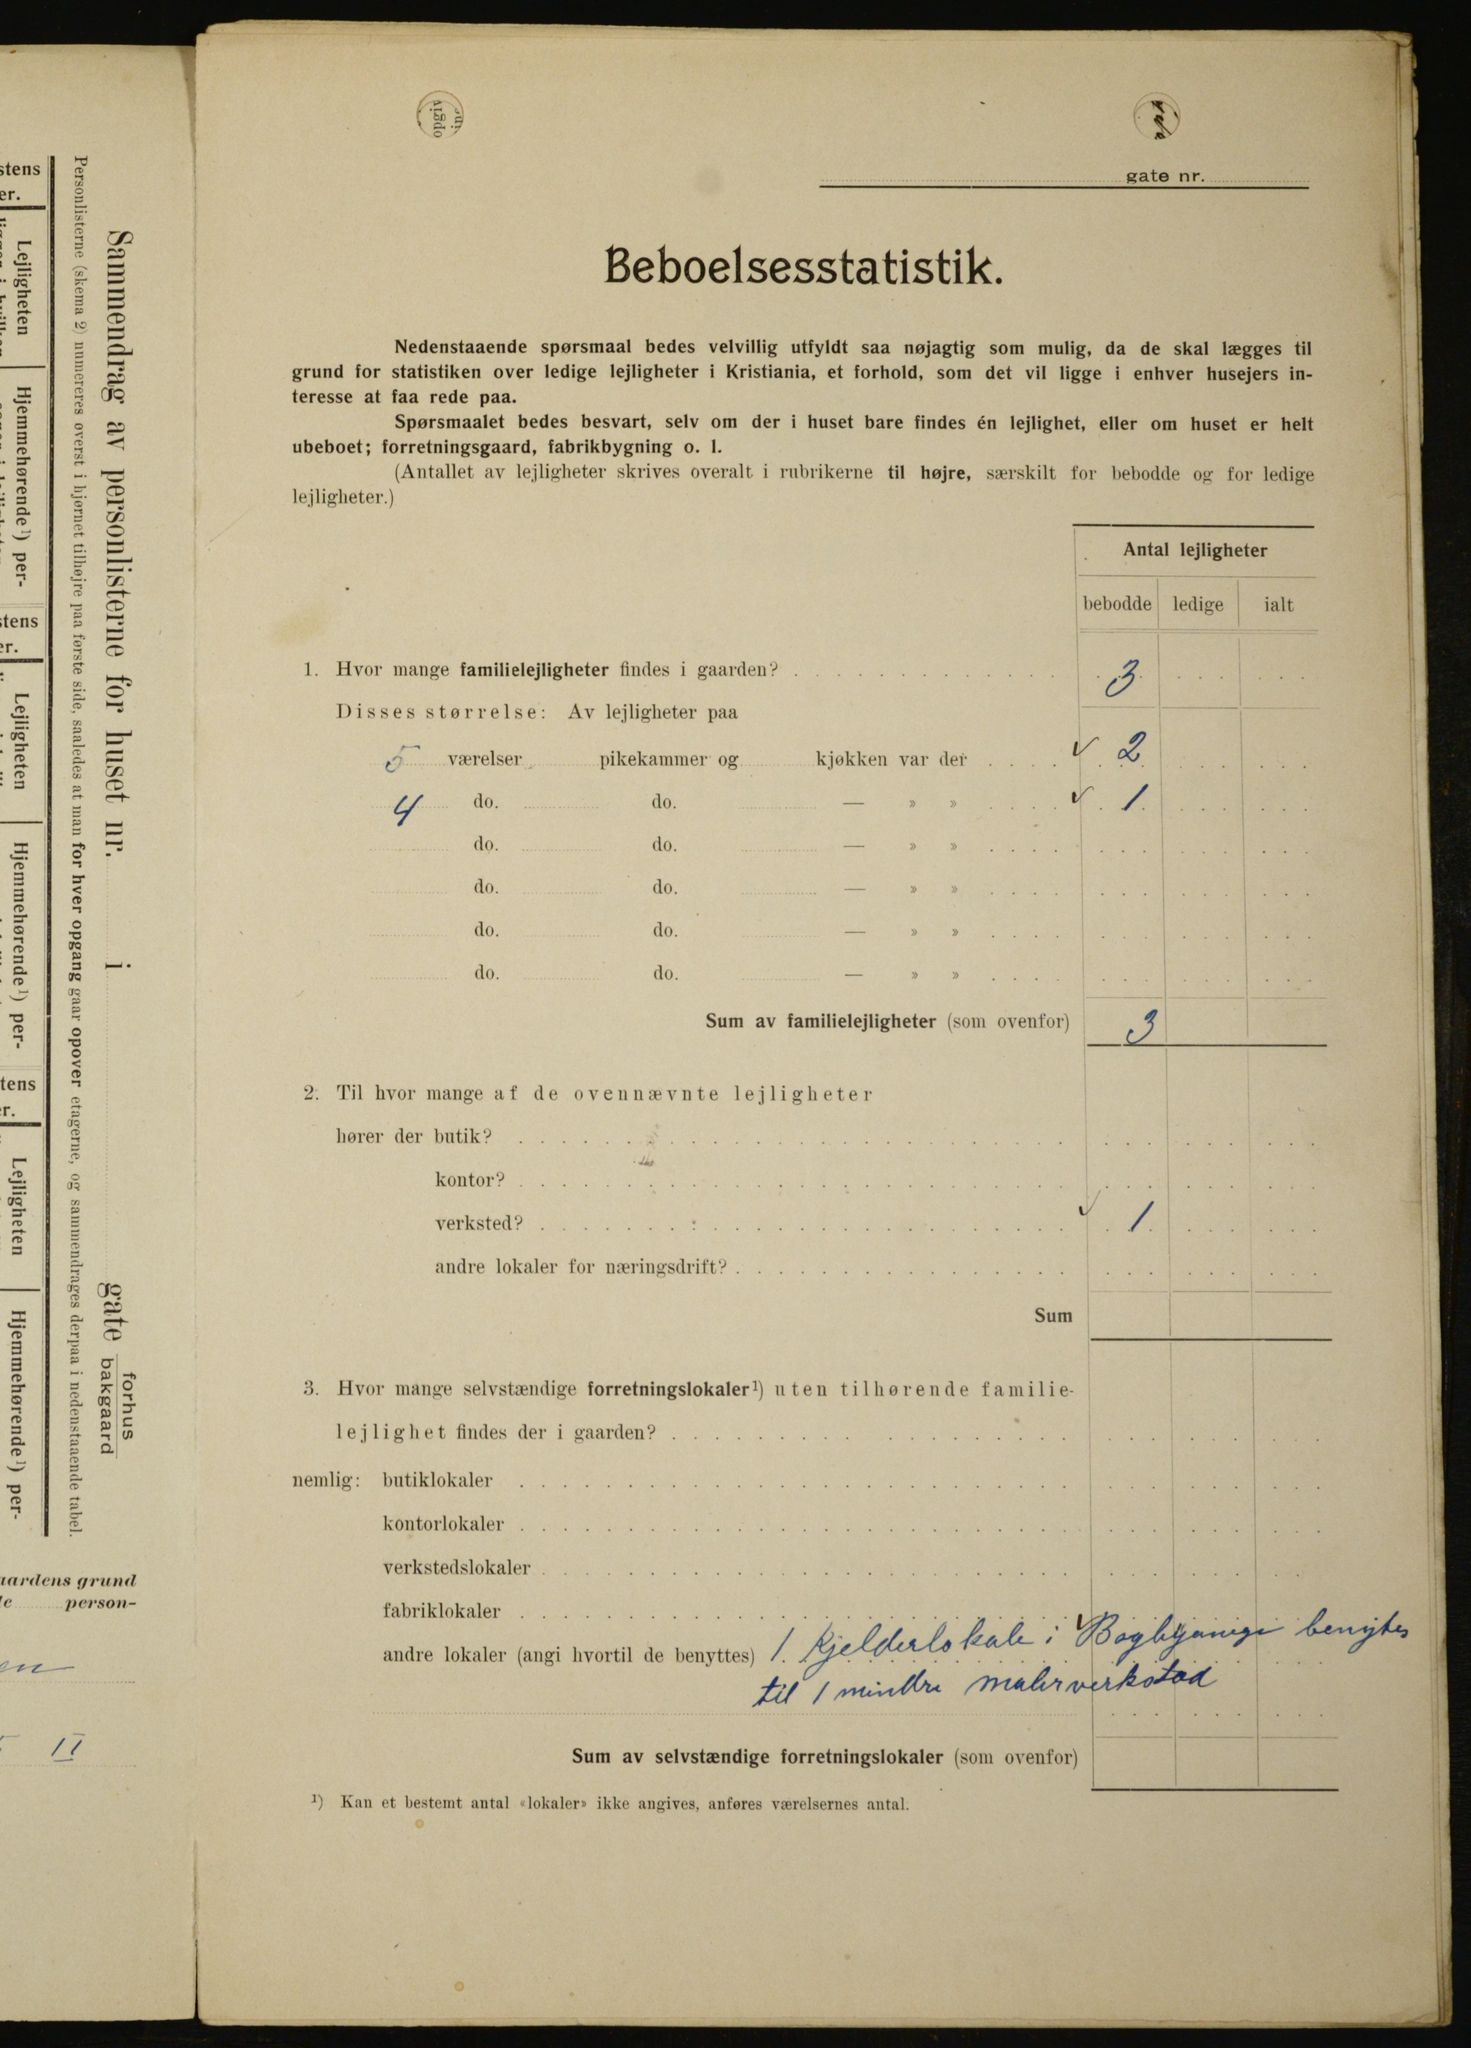 gate nr.
Beboelsesstatistik.
Nedenstaaende spørsmaal bedes velvillig utfyldt saa nøjagtig som mulig, da de skal lægges til
grund for statistiken over ledige lejligheter i Kristiania, et forhold, som det vil ligge i enhver husejers in-
teresse at faa rede paa.
Spørsmaalet bedes besvart, selv om der i huset bare findes én lejlighet, eller om huset er helt
ubeboet; forretningsgaard, fabrikbygning o. l.
(Antallet av lejligheter skrives overalt i rubrikerne til højre, særskilt for bebodde og for ledige
lejligheter.)
Antal lejligheter
bebodde ledige ialt
1. Hvor mange familielejligheter findes i gaarden? 3
Disses størrelse: Av lejligheter paa
5 værelser pikekammer og kjøkken var der 2
4 do. do. — » » 1
do. do. — » »
do. do. — » »
do. do. — » »
do. do. — » »
Sum av familielejligheter (som ovenfor) 3
2. Til hvor mange af de ovennævnte lejligheter
hører der butik?
kontor?
verksted? 1
andre lokaler for næringsdrift?
Sum
3. Hvor mange selvstændige forretningslokaler¹) uten tilhørende familie-
lejlighet findes der i gaarden?
nemlig: butiklokaler
kontorlokaler
verkstedslokaler
fabriklokaler
andre lokaler (angi hvortil de benyttes) 1 Kjelderlokale i benyttes
til 1 mindre malerverksted
Sum av selvstændige forretningslokaler (som ovenfor)
¹) Kan et bestemt antal «lokaler» ikke angives, anføres værelsernes antal.
Sammendrag av personlisterne for huset nr. i gate forhus bakgaard
Personlisterne (skema 2) numereres øverst i hjørnet tilhøjre paa første side, saaledes at man for hver opgang gaar opover etagerne, og sammendrages derpaa i nedenstaaende tabel.
stens
er.
Lejligheten
Hjemmehørende¹) per-
stens
er.
Lejligheten
Hjemmehørende¹) per-
tens
r.
Lejligheten
Hjemmehørende¹) per-
aardens grund
person-
en
II